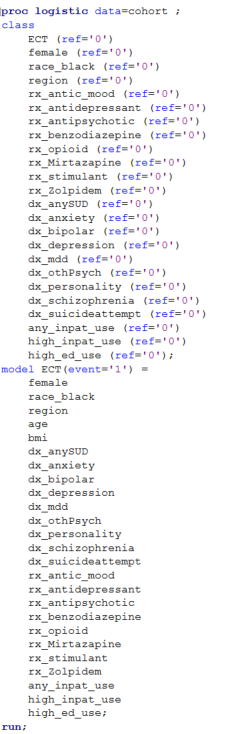 proc logistic data=cohort ;
class
ECT (ref='0')
female (ref='0')
race_black (ref='0')
region (ref='0')
rx_antic_mood (ref='0')
rx_antidepressant (ref='0')
rx_antipsychotic (ref='0')
rx_benzodiazepine (ref='0')
rx_opioid (ref='0')
rx_Mirtazapine (ref='0')
rx_stimulant (ref='0')
rx_Zolpidem (ref='0')
dx_anySUD (ref='0')
dx_anxiety (ref='0')
dx_bipolar (ref='0')
dx_depression (ref='0')
dx_mdd (ref='0')
dx_othPsych (ref='0')
dx_personality (ref='0')
dx_schizophrenia (ref='0')
dx_suicideattempt (ref='0')
any_inpat_use (ref='0')
high_inpat_use (ref='0')
high_ed_use (ref='0');
model ECT(event='1') =
female
race_black
region
age
bmi
dx_anySUD
dx_anxiety
dx_bipolar
dx_depression
dx_mdd
dx_othPsych
dx_personality
dx_schizophrenia
dx_suicideattempt
rx_antic_mood
rx_antidepressant
rx_antipsychotic
rx_benzodiazepine
rx_opioid
rx_Mirtazapine
rx_stimulant
rx_Zolpidem
any_inpat_use
high_inpat_use
high_ed_use;
run;